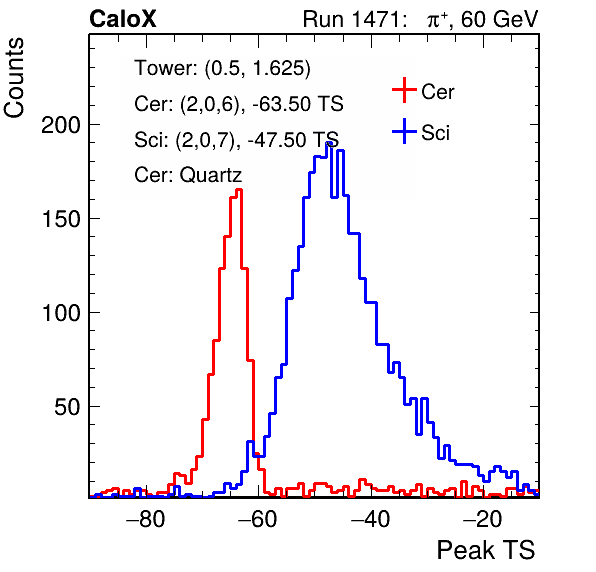 CaloX Run 1471: π⁺, 60 GeV
Counts
Tower: (0.5, 1.625)
Cer: (2,0,6), -63.50 TS
Sci: (2,0,7), -47.50 TS
Cer: Quartz
Cer
Sci
200
150
100
50
−80 −60 −40 −20
Peak TS